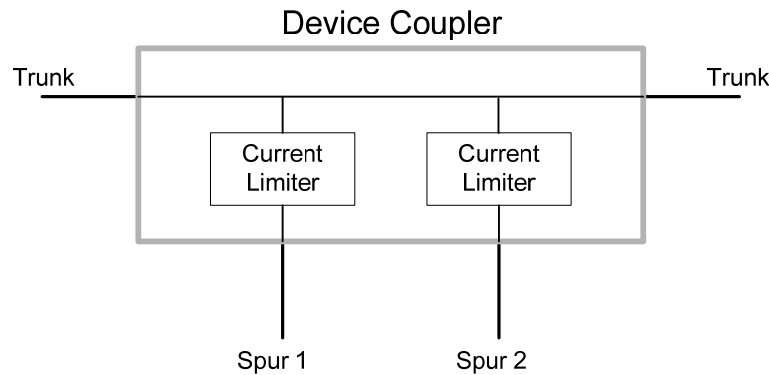 Device Coupler
Trunk
Trunk
Current
Limiter
Current
Limiter
Spur 1
Spur 2